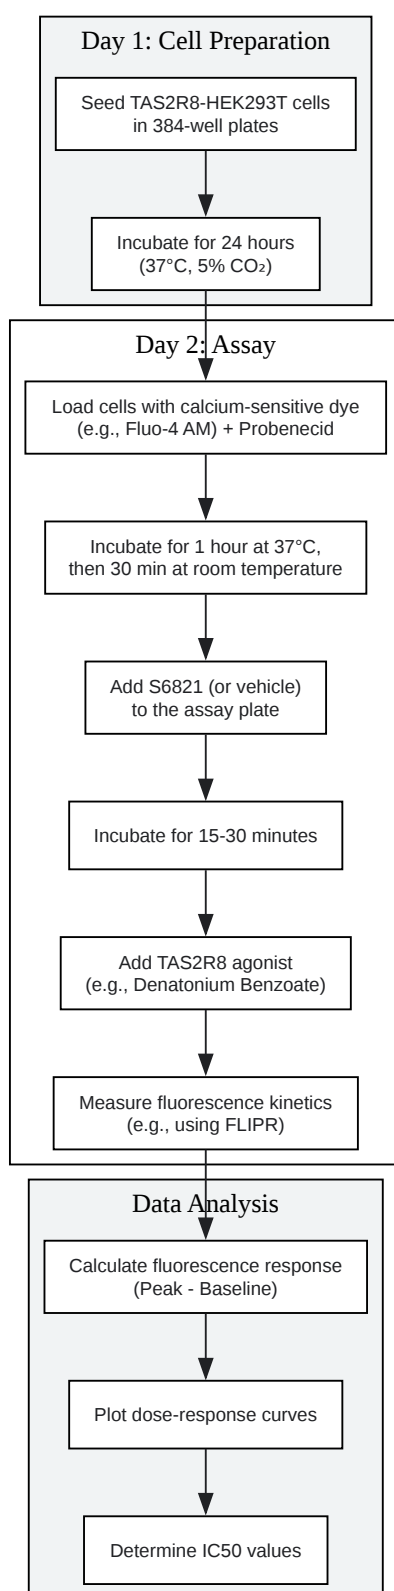 Day 1: Cell Preparation
Seed TAS2R8-HEK293T cells
in 384-well plates
Incubate for 24 hours
(37°C, 5% CO₂)
Day 2: Assay
Load cells with calcium-sensitive dye
(e.g., Fluo-4 AM) + Probenecid
Incubate for 1 hour at 37°C,
then 30 min at room temperature
Add S6821 (or vehicle)
to the assay plate
Incubate for 15-30 minutes
Add TAS2R8 agonist
(e.g., Denatonium Benzoate)
Measure fluorescence kinetics
(e.g., using FLIPR)
Data Analysis
Calculate fluorescence response
(Peak - Baseline)
Plot dose-response curves
Determine IC50 values